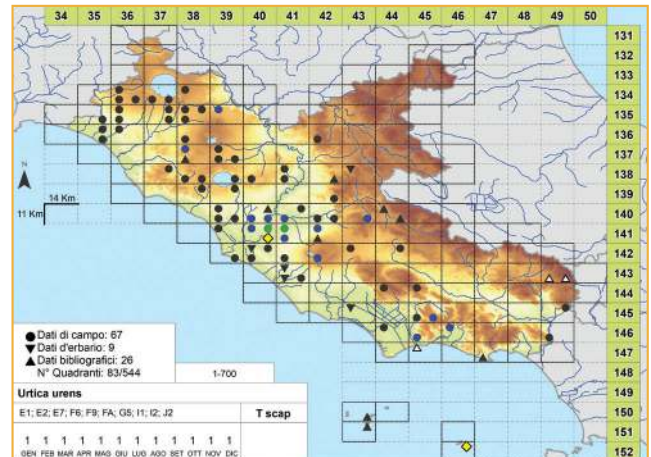 34 35 36 37 38 39 40 41 42 43 44 45 46 47 48 49 50
131
132
133
134
135
136
137
138
139
140
141
142
143
144
145
146
147
150
151
152
N
14 Km
11 Km
Dati di campo: 67
Dati d'erbario: 9
Dati bibliografici: 26
N° Quadranti: 83/544
1-700
Urtica urens
E1; E2; E7; F6; F9; FA; G5; I1; I2; J2
T scap
1 1 1 1 1 1 1 1 1 1 1 1
GEN FEB MAR APR MAG GIU LUG AGO SET OTT NOV DIC